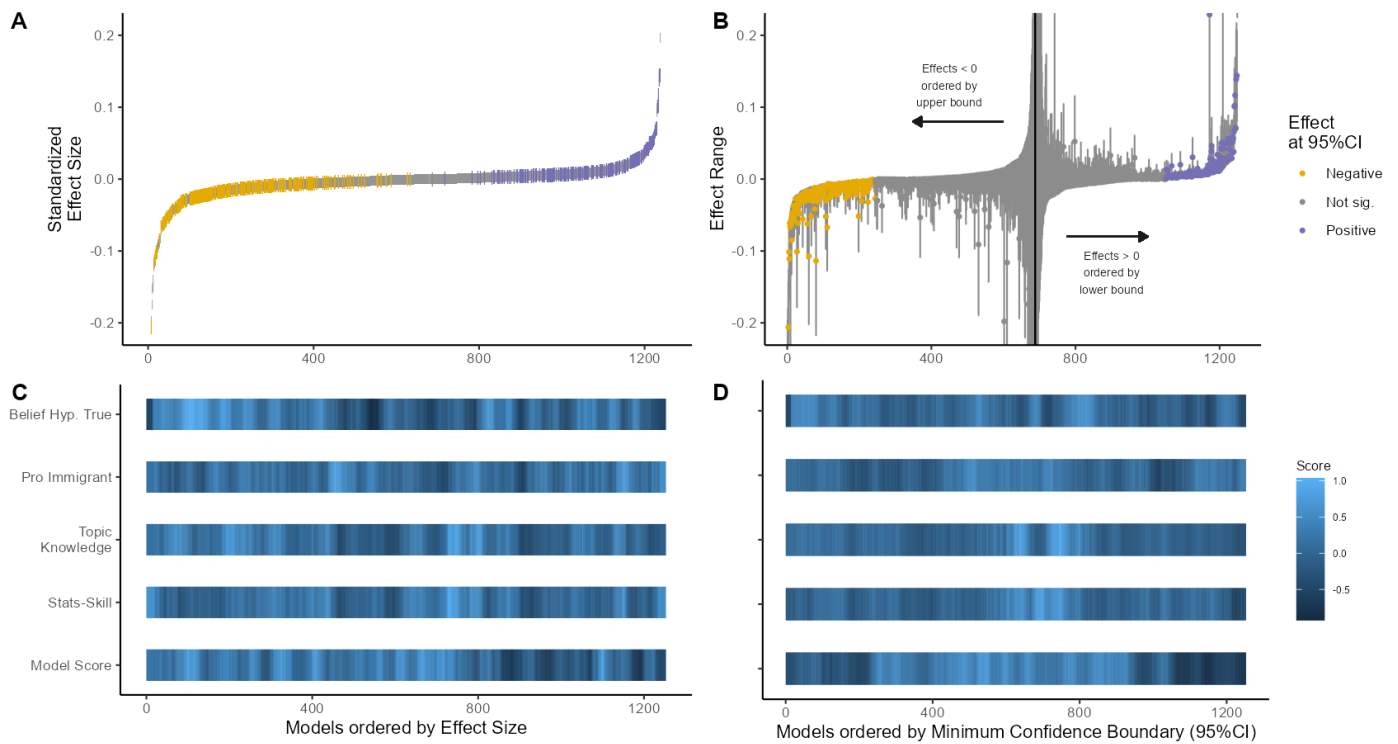 A
Standardized
Effect Size
0.2
0.1
0.0
-0.1
-0.2
0
400
800
1200
B
Effect Range
0.2
0.1
0.0
-0.1
-0.2
Effects < 0
ordered by
upper bound
Effects > 0
ordered by
lower bound
0
400
800
1200
Effect
at 95%CI
Negative
Not sig.
Positive
C
Belief Hyp. True
Pro Immigrant
Topic
Knowledge
Stats-Skill
Model Score
0
400
800
1200
Models ordered by Effect Size
D
0
400
800
1200
Models ordered by Minimum Confidence Boundary (95%CI)
Score
1.0
0.5
0.0
-0.5